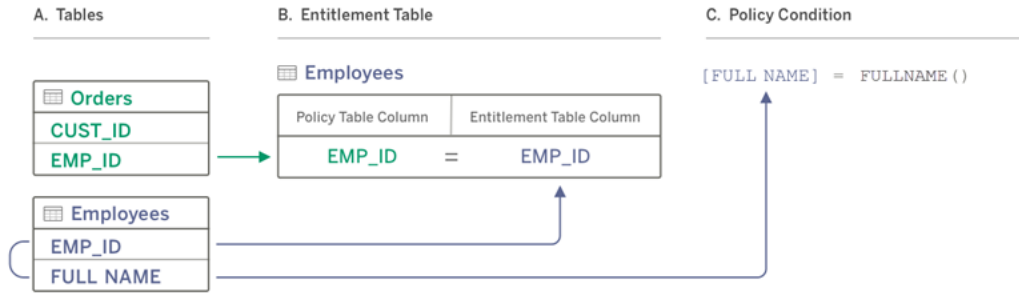 A. Tables
B. Entitlement Table
C. Policy Condition
Orders
CUST_ID
EMP_ID
Employees
EMP_ID
FULL NAME
Employees
Policy Table Column Entitlement Table Column
EMP_ID = EMP_ID
[FULL NAME] = FULLNAME()